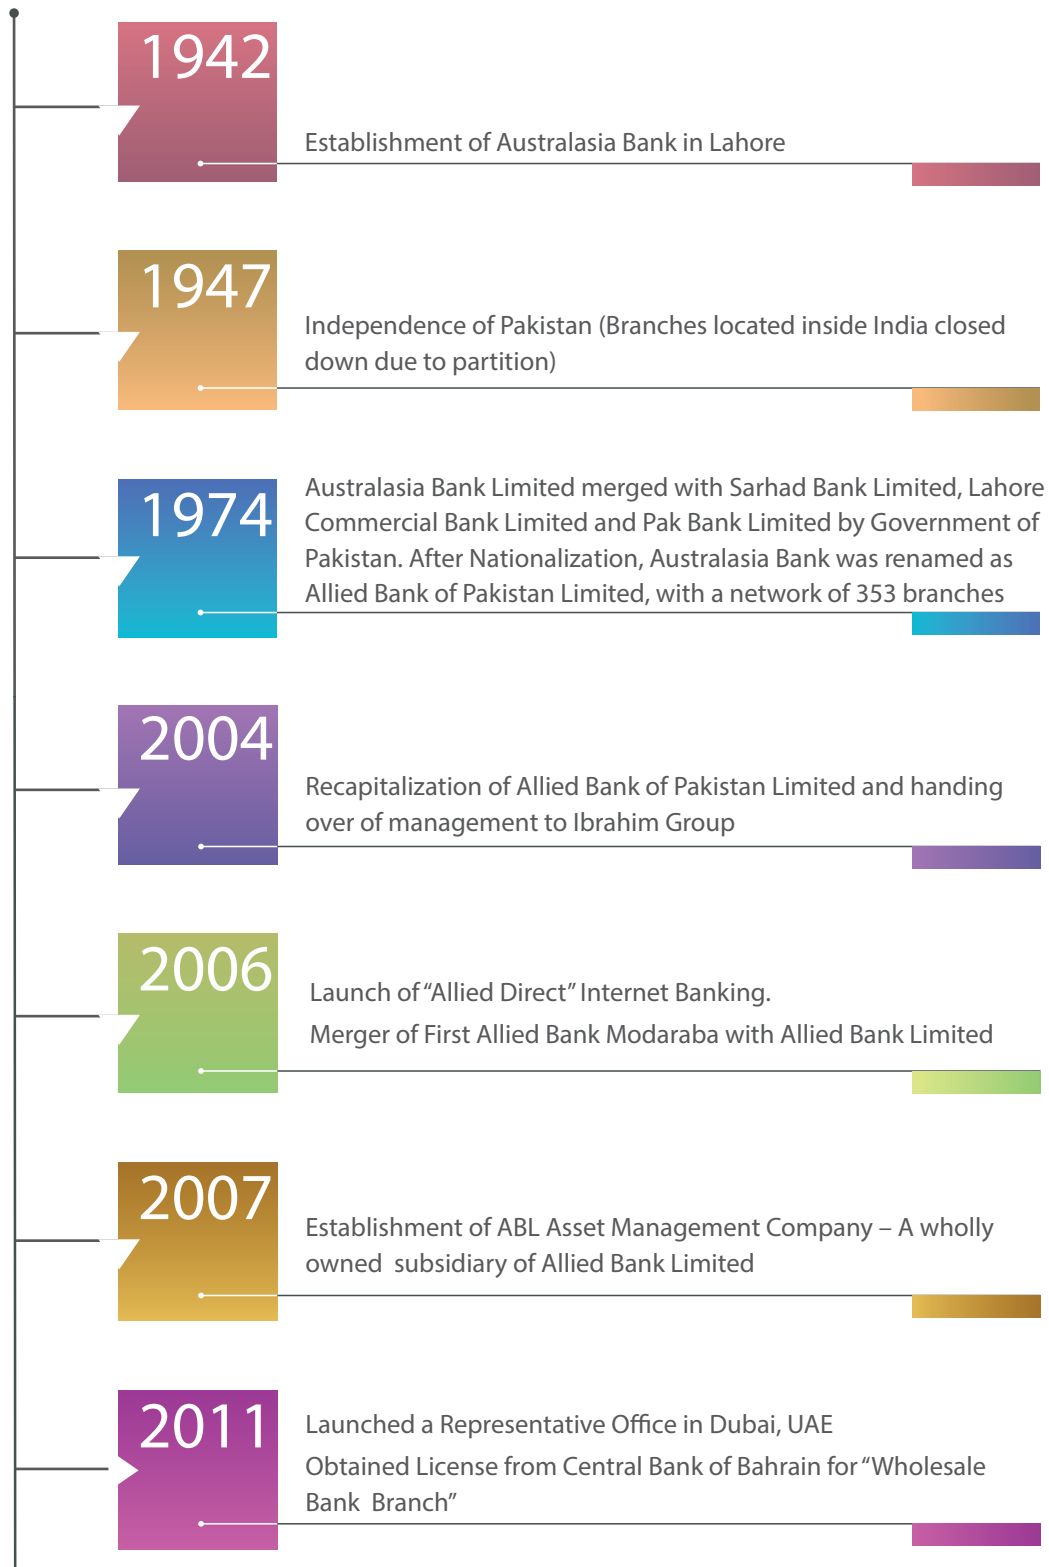 1942
Establishment of Australasia Bank in Lahore
1947
Independence of Pakistan (Branches located inside India closed
down due to partition)
1974
Australasia Bank Limited merged with Sarhad Bank Limited, Lahore
Commercial Bank Limited and Pak Bank Limited by Government of
Pakistan. After Nationalization, Australasia Bank was renamed as
Allied Bank of Pakistan Limited, with a network of 353 branches
2004
Recapitalization of Allied Bank of Pakistan Limited and handing
over of management to Ibrahim Group
2006
Launch of “Allied Direct” Internet Banking.
Merger of First Allied Bank Modaraba with Allied Bank Limited
2007
Establishment of ABL Asset Management Company – A wholly
owned subsidiary of Allied Bank Limited
2011
Launched a Representative Office in Dubai, UAE
Obtained License from Central Bank of Bahrain for “Wholesale
Bank Branch”